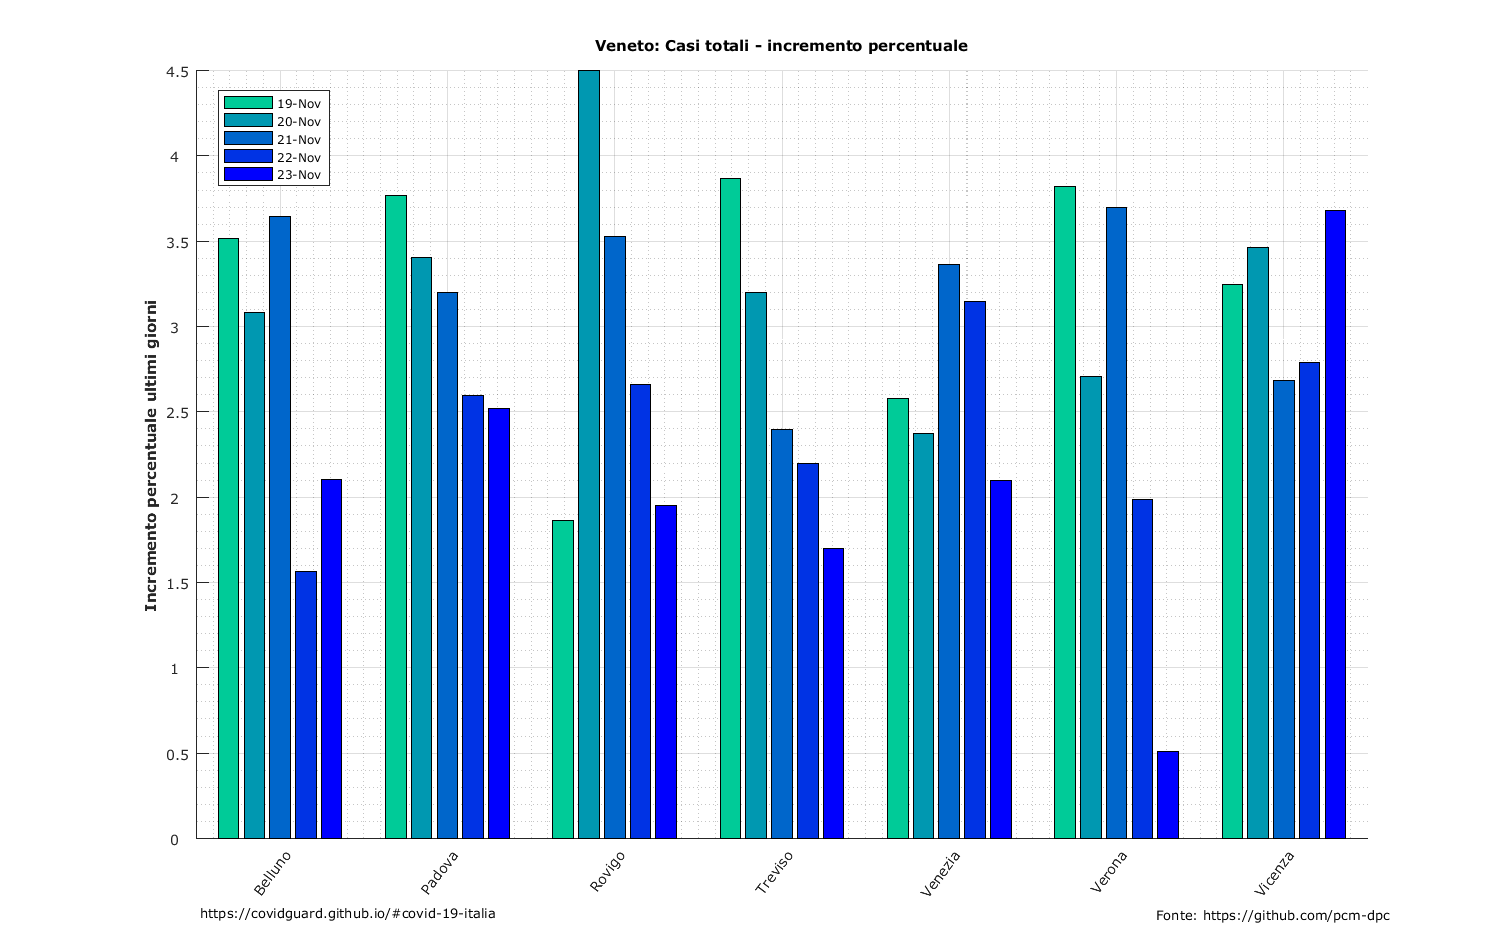 Veneto: Casi totali - incremento percentuale
4.5
4
3.5
3
2.5
2
1.5
1
0.5
0
Incremento percentuale ultimi giorni
19-Nov
20-Nov
21-Nov
22-Nov
23-Nov
Belluno
Padova
Rovigo
Treviso
Venezia
Verona
Vicenza
https://covidguard.github.io/#covid-19-italia
Fonte: https://github.com/pcm-dpc